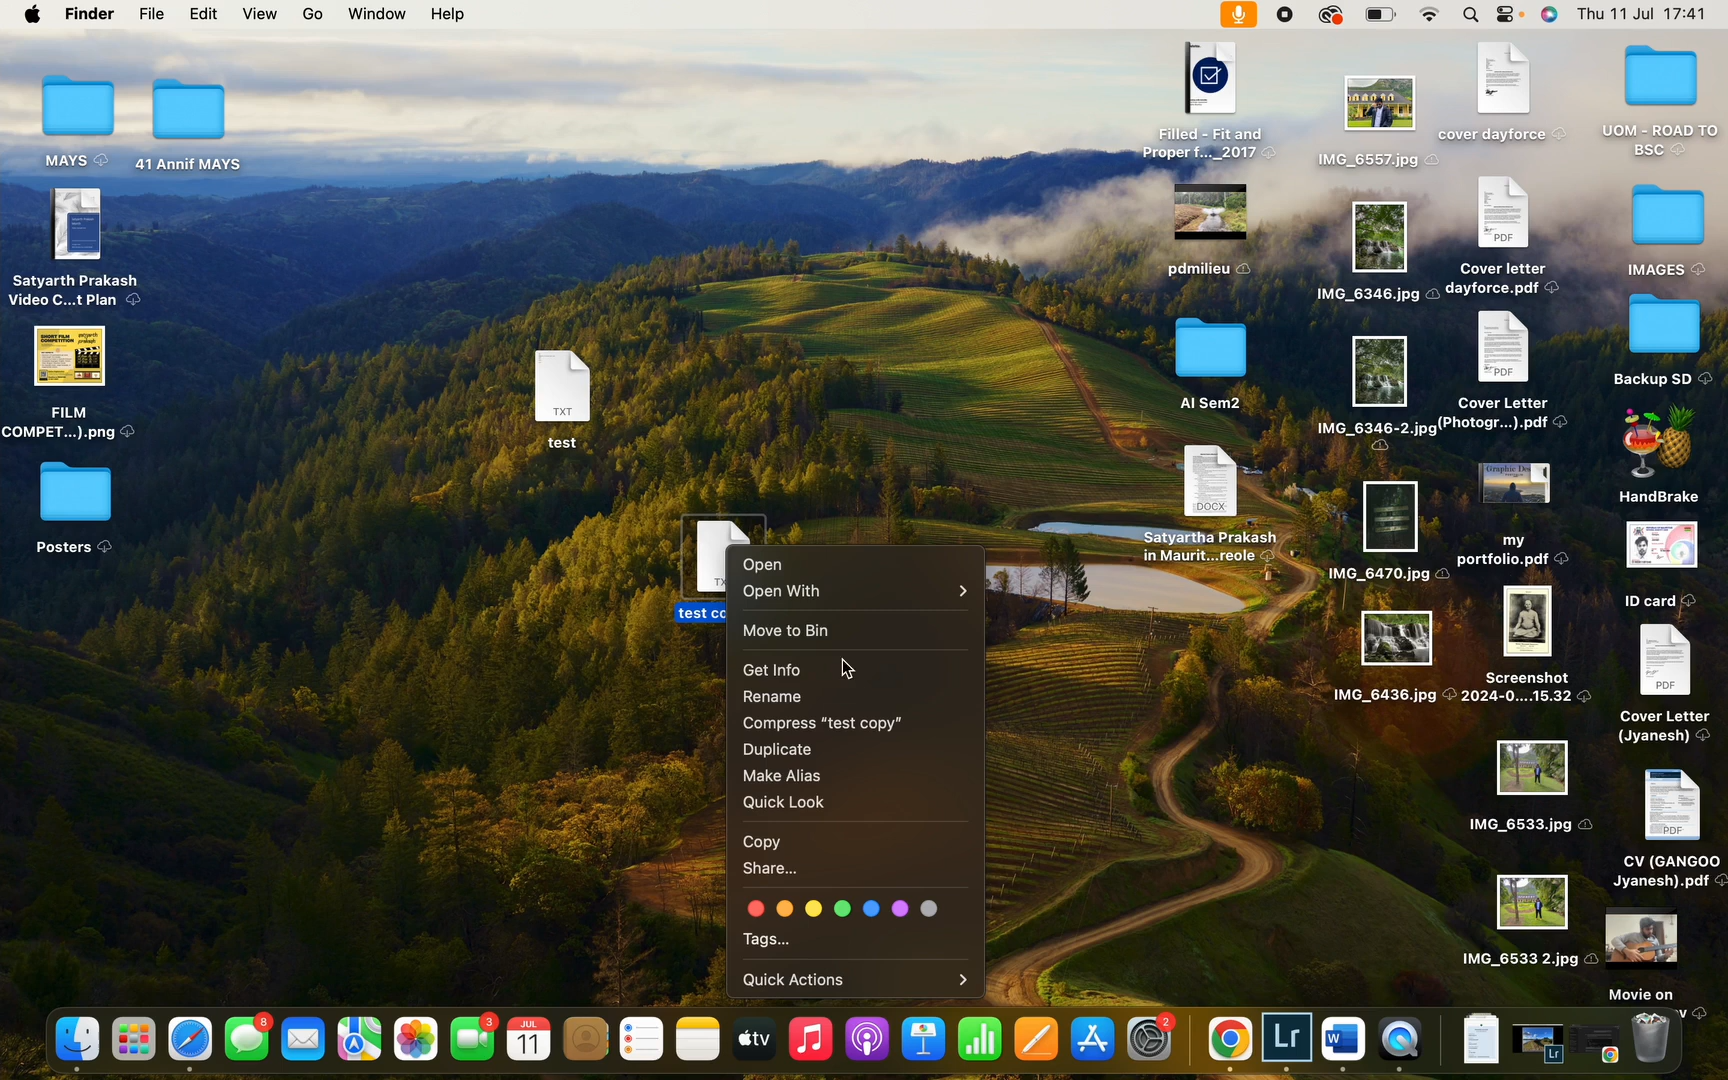 Finder File Edit View Go Window Help
Thu 11 Jul 17:41
MAYS
41 Annif MAYS
Satyarth Prakash
Video C...t Plan
SHORT FILM
COMPETITION
FILM
COMPET...).png
Posters
TXT
test
test co
Open
Open With
Move to Bin
Get Info
Rename
Compress “test copy”
Duplicate
Make Alias
Quick Look
Copy
Share...
Tags...
Quick Actions
Filled - Fit and
Proper f..._2017
pdmilieu
AI Sem2
DOCX
Satyartha Prakash
in Maurit...reole
IMG_6557.jpg
IMG_6346.jpg
IMG_6346-2.jpg
IMG_6470.jpg
IMG_6436.jpg
cover dayforce
PDF
Cover letter
dayforce.pdf
PDF
Cover Letter
(Photogr...).pdf
my
portfolio.pdf
Screenshot
2024-0....15.32
IMG_6533.jpg
IMG_6533 2.jpg
UOM - ROAD TO
BSC
IMAGES
Backup SD
HandBrake
ID card
PDF
Cover Letter
(Jyanesh)
PDF
CV (GANGOO
Jyanesh).pdf
Movie on
8
3
JUL
11
tv
2
Lr
W
Lr